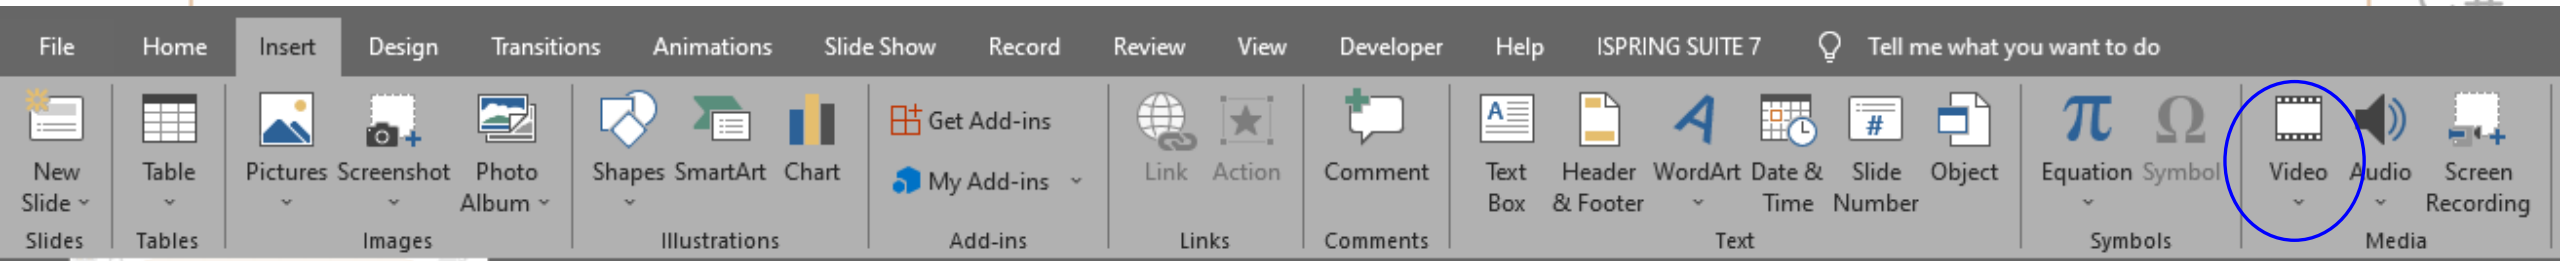 File Home Insert Design Transitions Animations Slide Show Record Review View Developer Help ISPRING SUITE 7 Tell me what you want to do
New Slide
Table
Pictures
Screenshot
Photo Album
Shapes
SmartArt
Chart
Get Add-ins
My Add-ins
Link
Action
Comment
Text Box
Header & Footer
WordArt
Date & Time
Slide Number
Object
Equation
Symbol
Video
Audio
Screen Recording
Slides Tables Images Illustrations Add-ins Links Comments Text Symbols Media